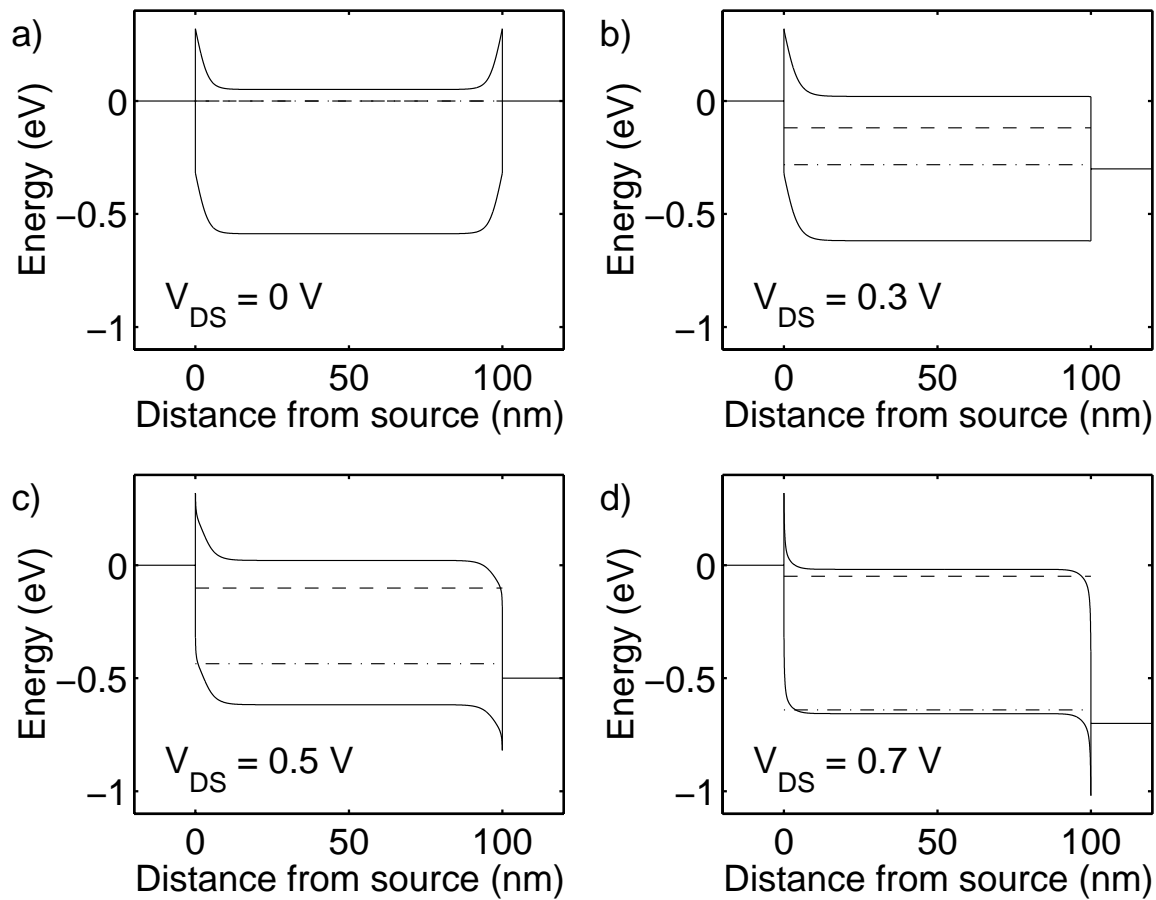 a)
Energy (eV)
0
−0.5
−1
V_DS = 0 V
0 50 100
Distance from source (nm)
b)
Energy (eV)
0
−0.5
−1
V_DS = 0.3 V
0 50 100
Distance from source (nm)
c)
Energy (eV)
0
−0.5
−1
V_DS = 0.5 V
0 50 100
Distance from source (nm)
d)
Energy (eV)
0
−0.5
−1
V_DS = 0.7 V
0 50 100
Distance from source (nm)